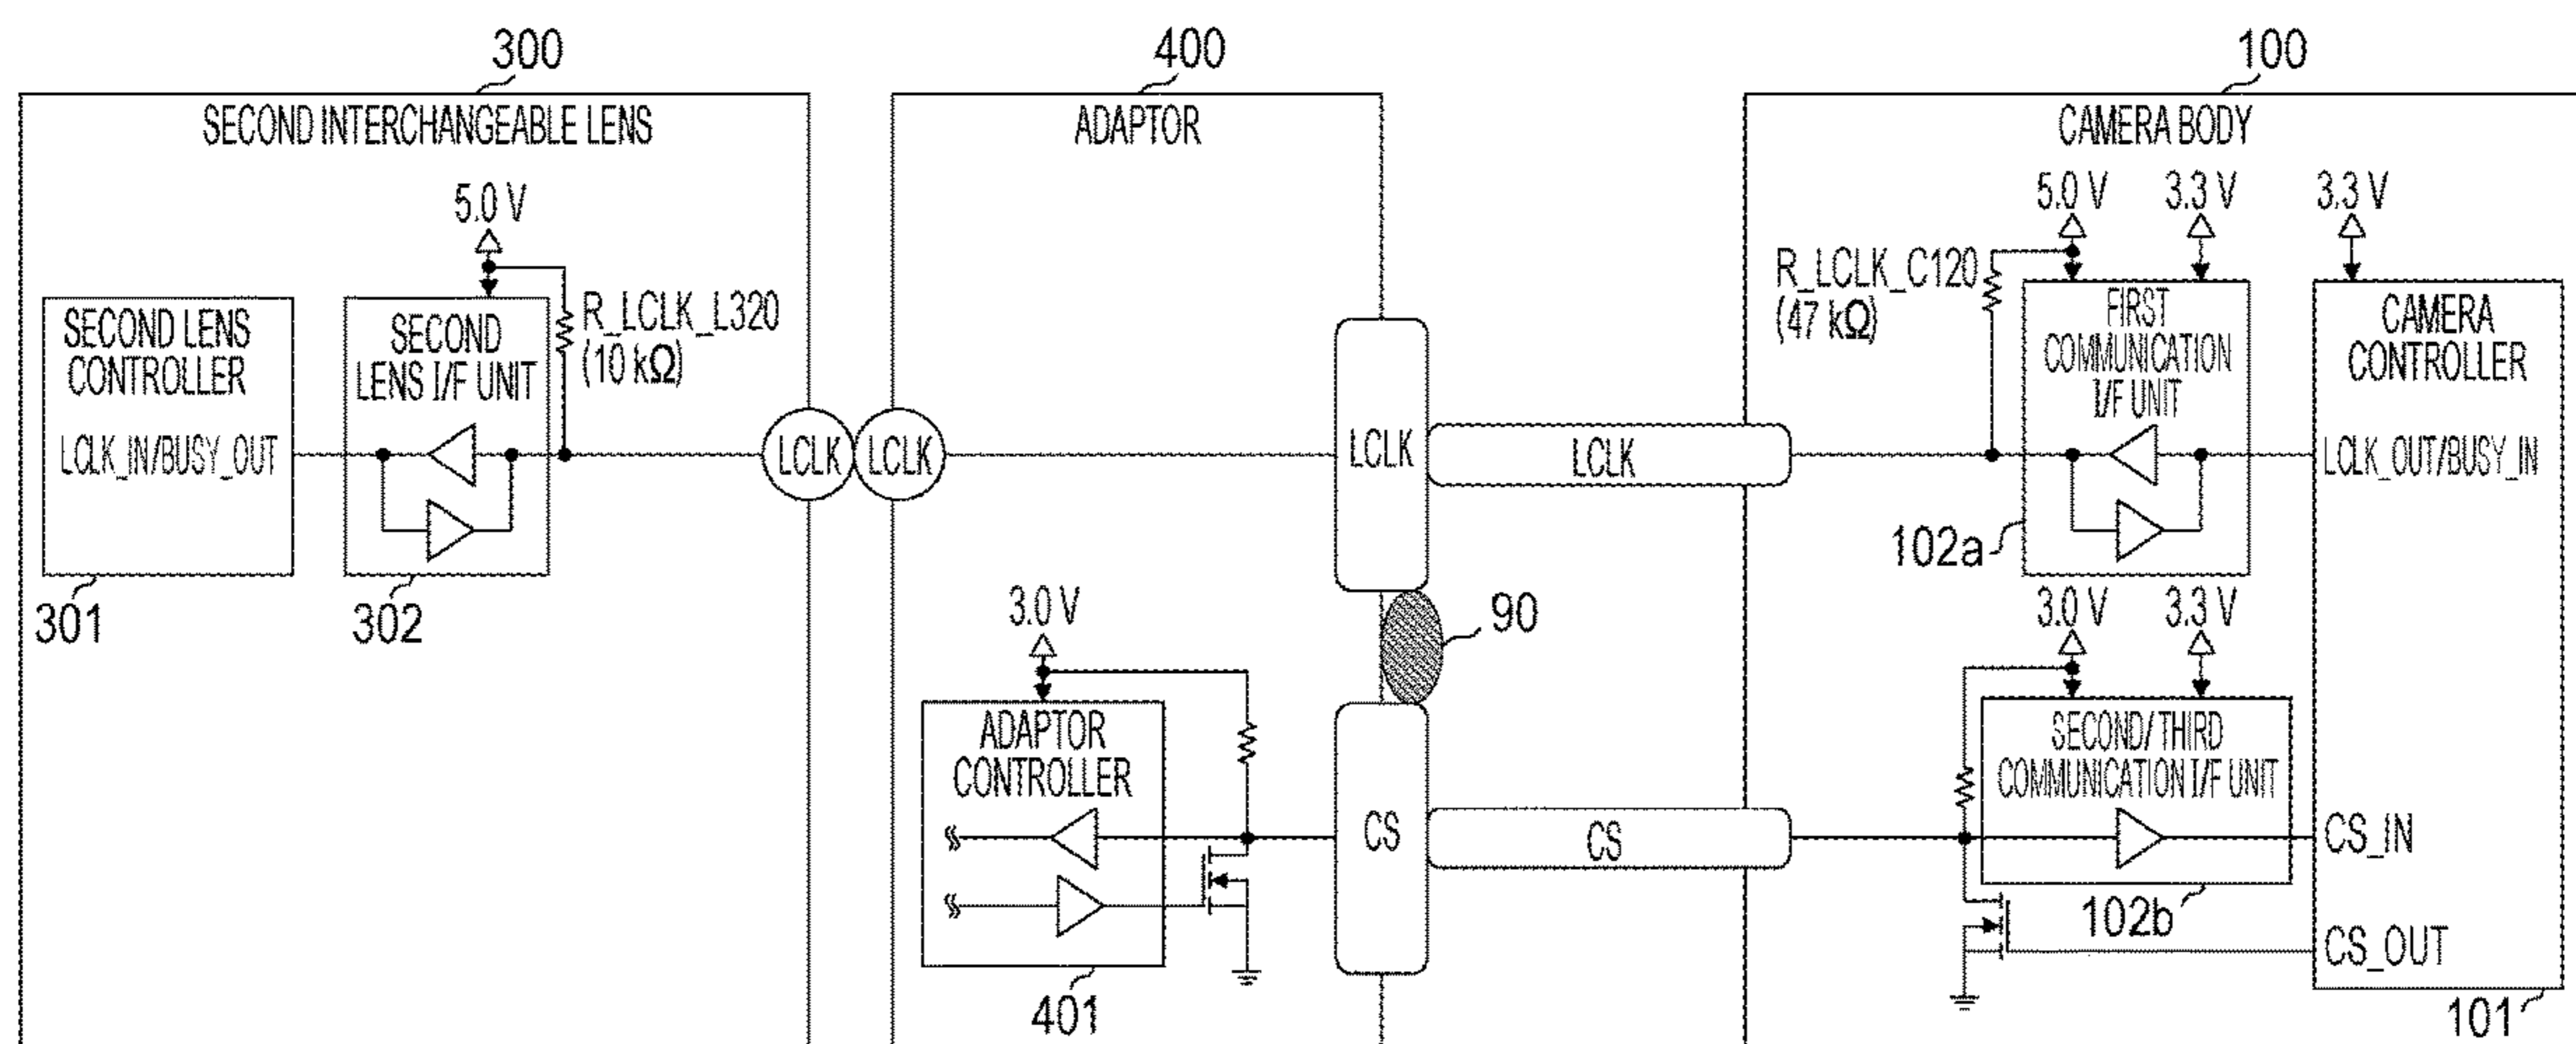 300
400
100
SECOND INTERCHANGEABLE LENS
ADAPTOR
CAMERA BODY
5.0 V
5.0 V
3.3 V
3.3 V
SECOND LENS
CONTROLLER
LCLK_IN/BUSY_OUT
301
SECOND
LENS I/F UNIT
302
R_LCLK_L320
(10 kΩ)
LCLK
LCLK
LCLK
LCLK
R_LCLK_C120
(47 kΩ)
FIRST
COMMUNICATION
I/F UNIT
102a
CAMERA
CONTROLLER
LCLK_OUT/BUSY_IN
3.0 V
90
3.0 V
3.3 V
ADAPTOR
CONTROLLER
401
CS
CS
SECOND/THIRD
COMMUNICATION I/F UNIT
102b
CS_IN
CS_OUT
101